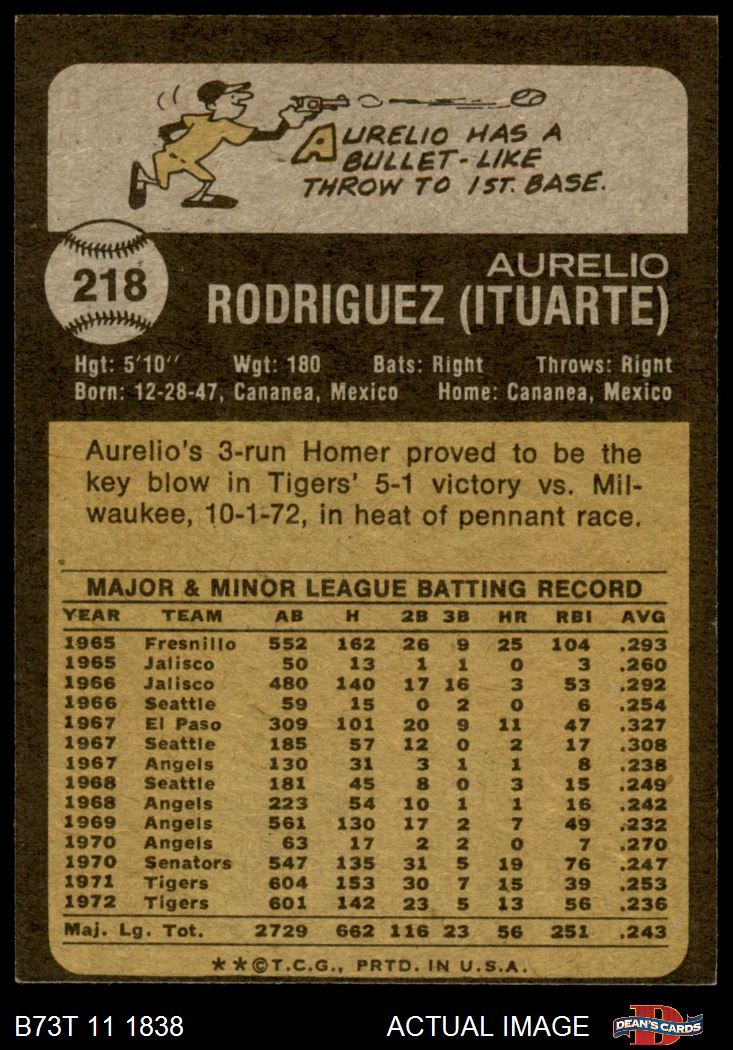 AURELIO HAS A
BULLET-LIKE
THROW TO 1ST. BASE.
218
AURELIO
RODRIGUEZ (ITUARTE)
Hgt: 5'10" Wgt: 180 Bats: Right Throws: Right
Born: 12-28-47, Cananea, Mexico Home: Cananea, Mexico
Aurelio's 3-run Homer proved to be the
key blow in Tigers' 5-1 victory vs. Mil-
waukee, 10-1-72, in heat of pennant race.
MAJOR & MINOR LEAGUE BATTING RECORD
YEAR TEAM AB H 2B 3B HR RBI AVG
1965 Fresnillo 552 162 26 9 25 104 .293
1965 Jalisco 50 13 1 1 0 3 .260
1966 Jalisco 480 140 17 16 3 53 .292
1966 Seattle 59 15 0 2 0 6 .254
1967 El Paso 309 101 20 9 11 47 .327
1967 Seattle 185 57 12 0 2 17 .308
1967 Angels 130 31 3 1 1 8 .238
1968 Seattle 181 45 8 0 3 15 .249
1968 Angels 223 54 10 1 1 16 .242
1969 Angels 561 130 17 2 7 49 .232
1970 Angels 63 17 2 2 0 7 .270
1970 Senators 547 135 31 5 19 76 .247
1971 Tigers 604 153 30 7 15 39 .253
1972 Tigers 601 142 23 5 13 56 .236
Maj. Lg. Tot. 2729 662 116 23 56 251 .243
**©T.C.G., PRTD. IN U.S.A.
B73T 11 1838 ACTUAL IMAGE DEAN'S CARDS